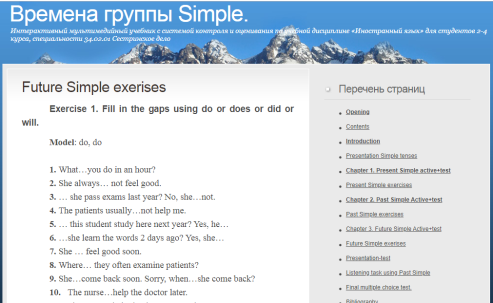 Времена группы Simple.
Интерактивный мультимедийный учебник с системой контроля и оценивания по учебной дисциплине «Иностранный язык» для студентов 2-4
курса, специальности 34.02.01 Сестринское дело
Future Simple exerises
Exercise 1. Fill in the gaps using do or does or did or
will.
Model: do, do
1. What…you do in an hour?
2. She always… not feel good.
3. … she pass exams last year? No, she…not.
4. The patients usually…not help me.
5. … this student study here next year? Yes, he…
6. …she learn the words 2 days ago? Yes, she…
7. She … feel good soon.
8. Where… they often examine patients?
9. She…come back soon. Sorry, when…she come back?
10. The nurse…help the doctor later.
Перечень страниц
Opening
Contents
Introduction
Presentation Simple tenses
Chapter 1. Present Simple active+test
Present Simple exercises
Chapter 2. Past Simple Active+test
Past Simple exercises
Chapter 3. Future Simple Active+test
Future Simple exerises
Presentation-test
Listening task using Past Simple
Final multiple choice test.
Bibliography